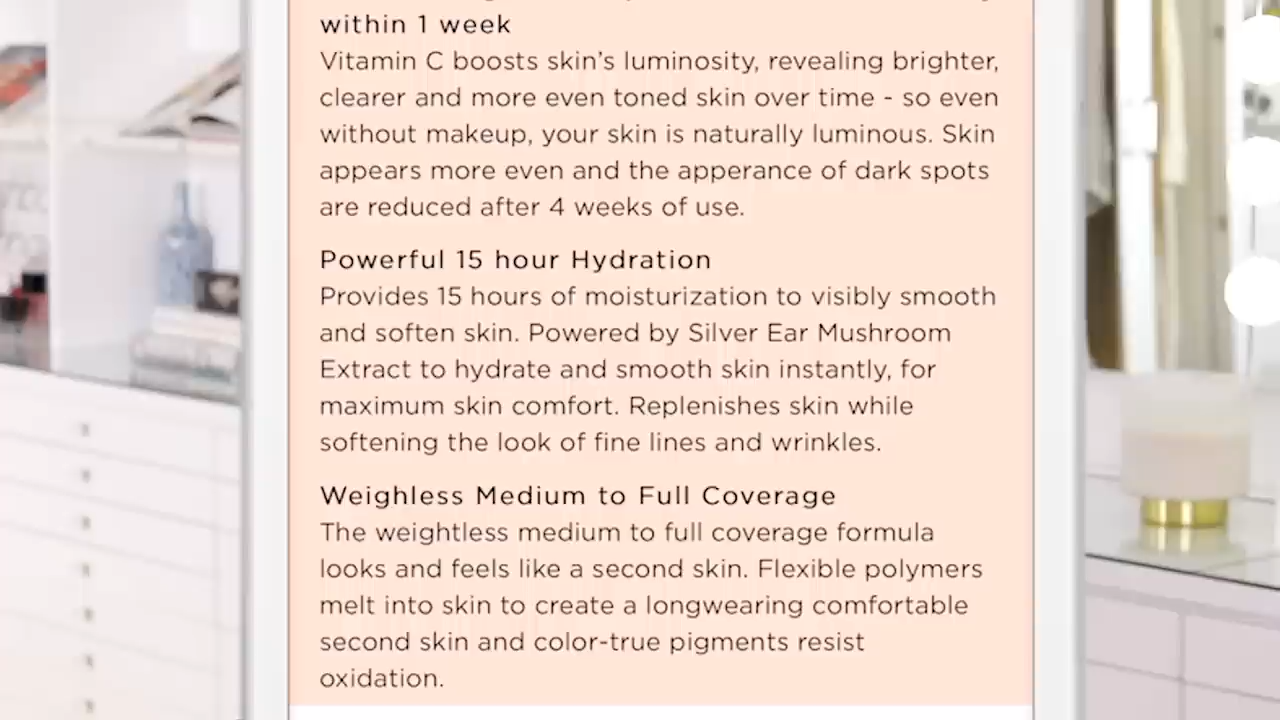 within 1 week
Vitamin C boosts skin’s luminosity, revealing brighter,
clearer and more even toned skin over time - so even
without makeup, your skin is naturally luminous. Skin
appears more even and the apperance of dark spots
are reduced after 4 weeks of use.
Powerful 15 hour Hydration
Provides 15 hours of moisturization to visibly smooth
and soften skin. Powered by Silver Ear Mushroom
Extract to hydrate and smooth skin instantly, for
maximum skin comfort. Replenishes skin while
softening the look of fine lines and wrinkles.
Weighless Medium to Full Coverage
The weightless medium to full coverage formula
looks and feels like a second skin. Flexible polymers
melt into skin to create a longwearing comfortable
second skin and color-true pigments resist
oxidation.